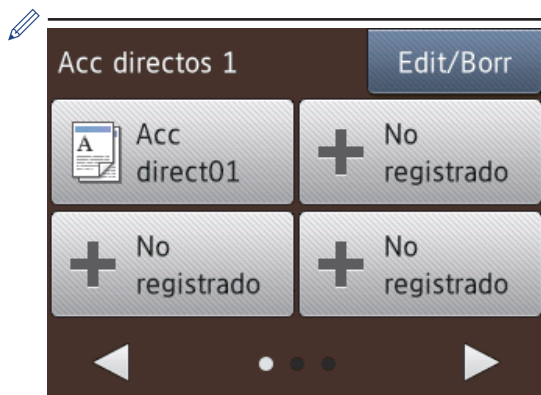 Acc directos 1
Edit/Borr
Acc
direct01
No
registrado
No
registrado
No
registrado